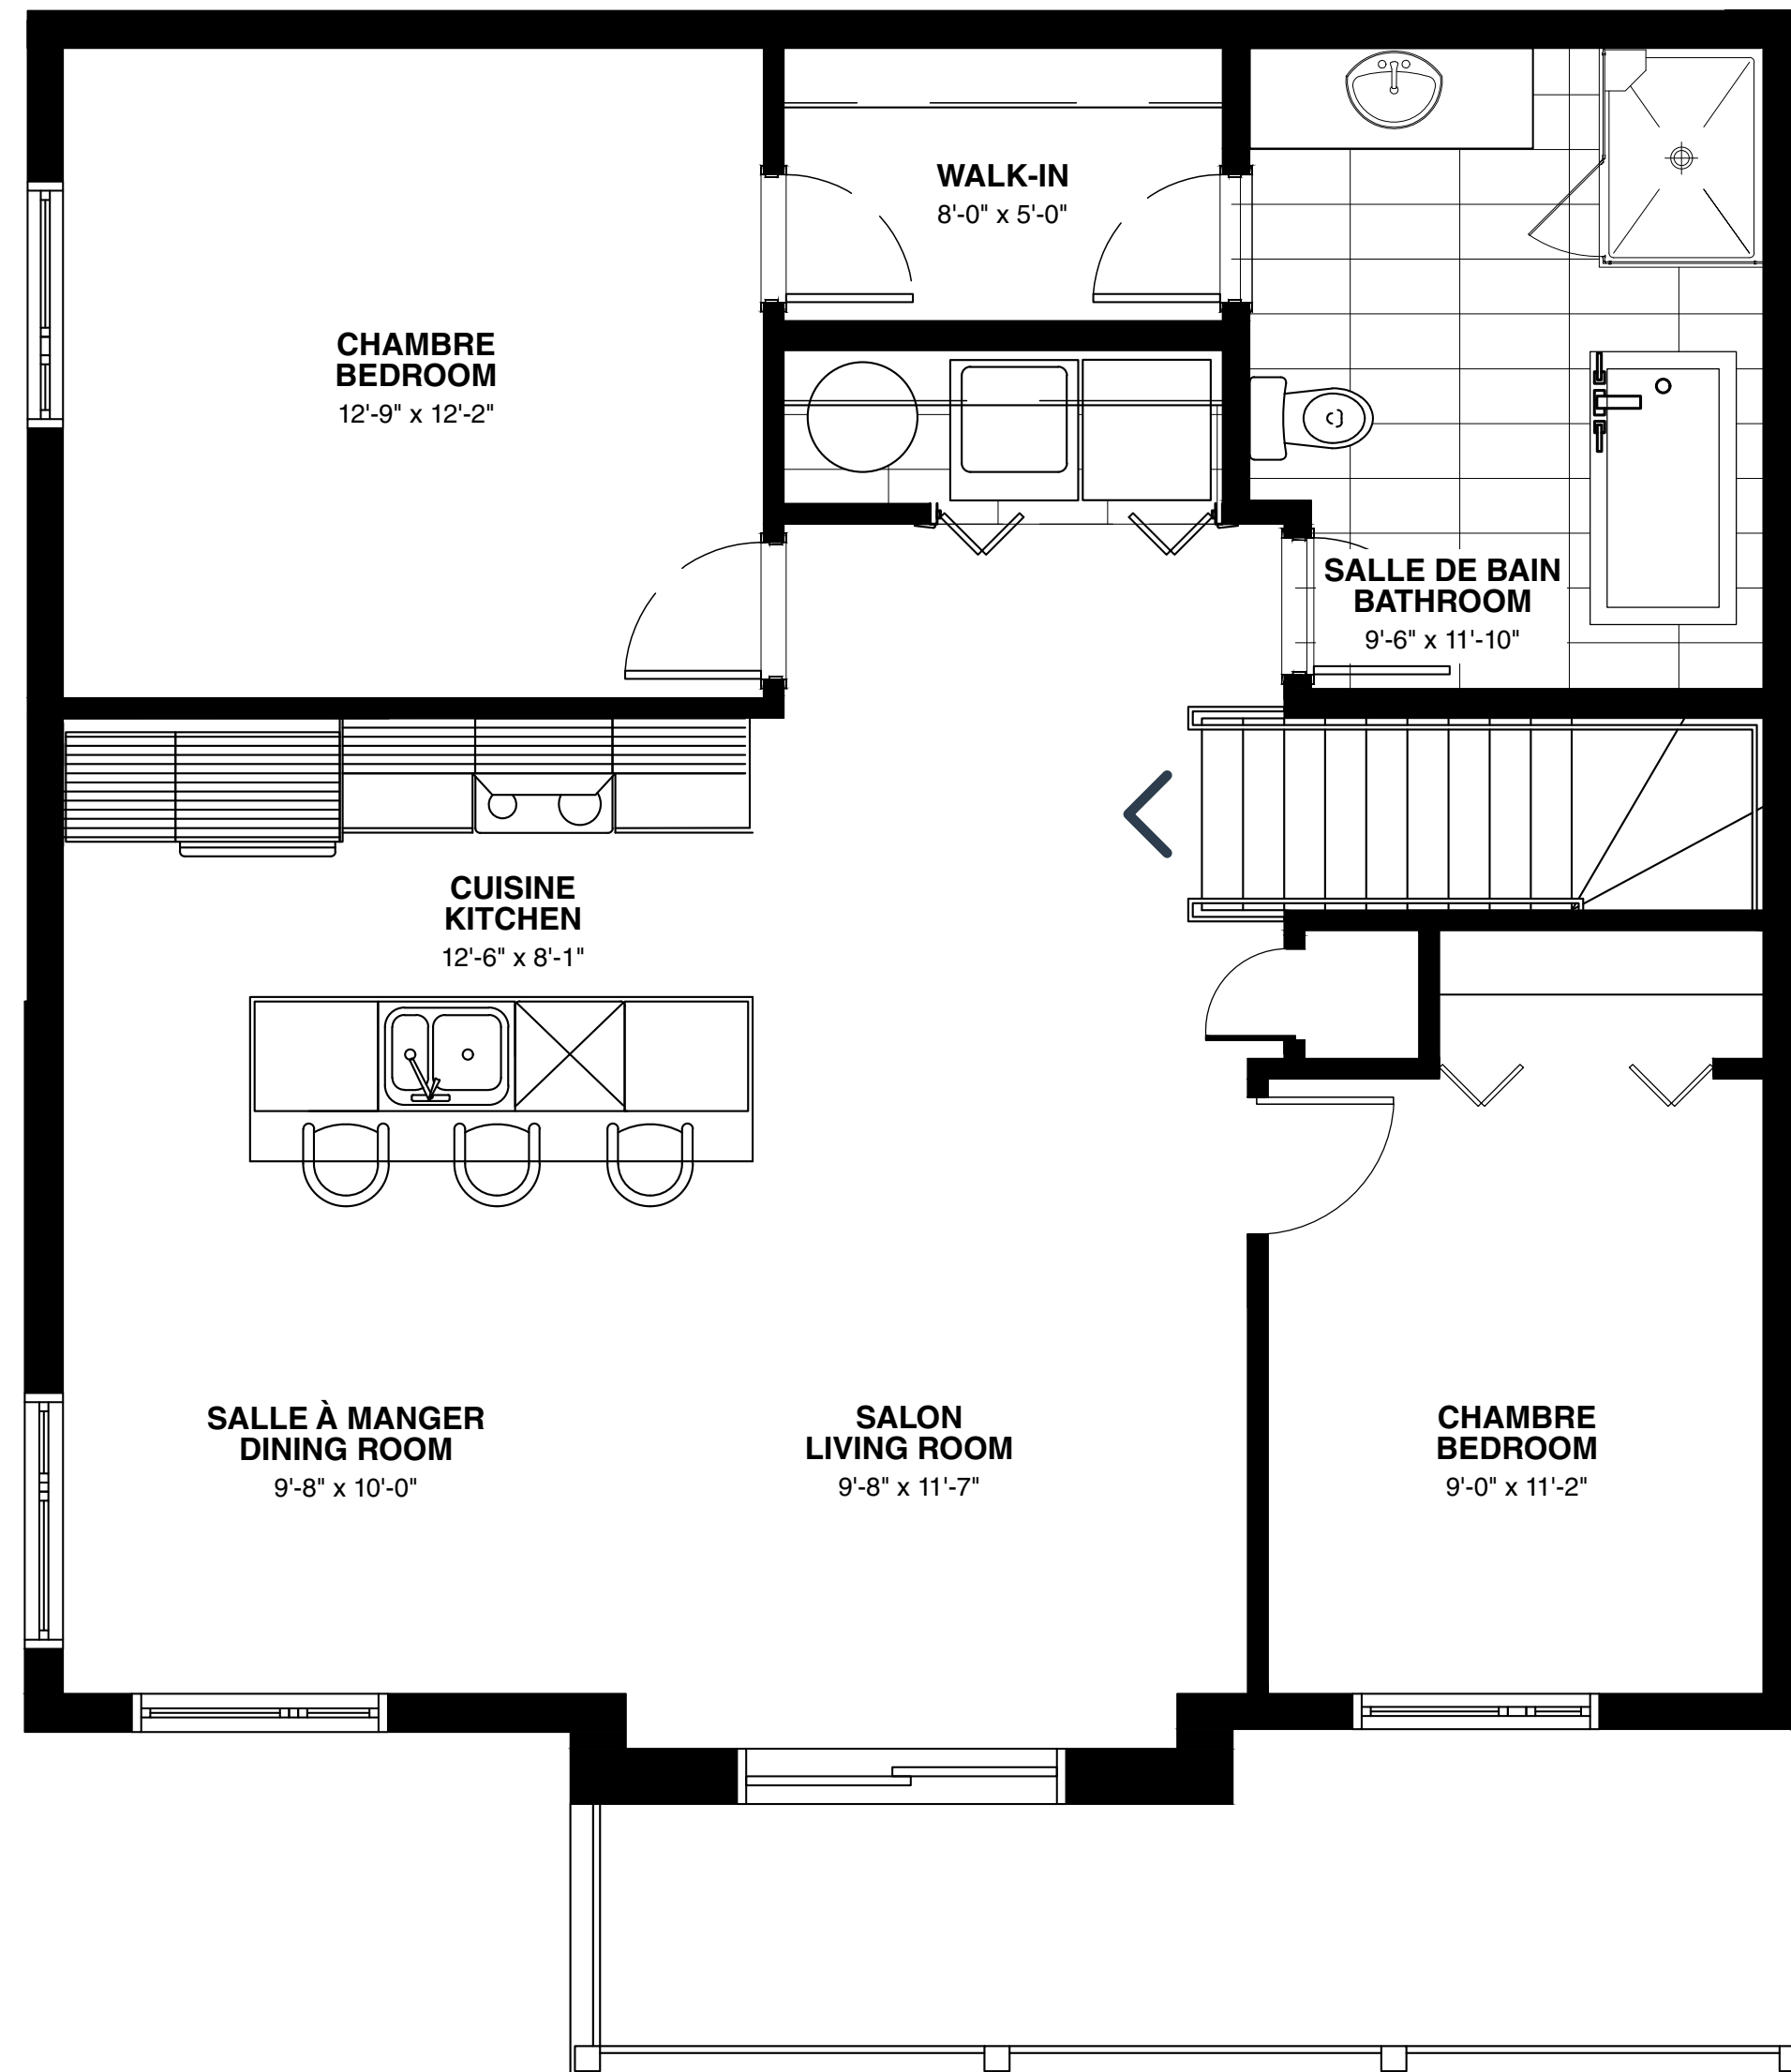 WALK-IN
8'-0" x 5'-0"
CHAMBRE
BEDROOM
12'-9" x 12'-2"
SALLE DE BAIN
BATHROOM
9'-6" x 11'-10"
CUISINE
KITCHEN
12'-6" x 8'-1"
SALLE À MANGER
DINING ROOM
9'-8" x 10'-0"
SALON
LIVING ROOM
9'-8" x 11'-7"
CHAMBRE
BEDROOM
9'-0" x 11'-2"